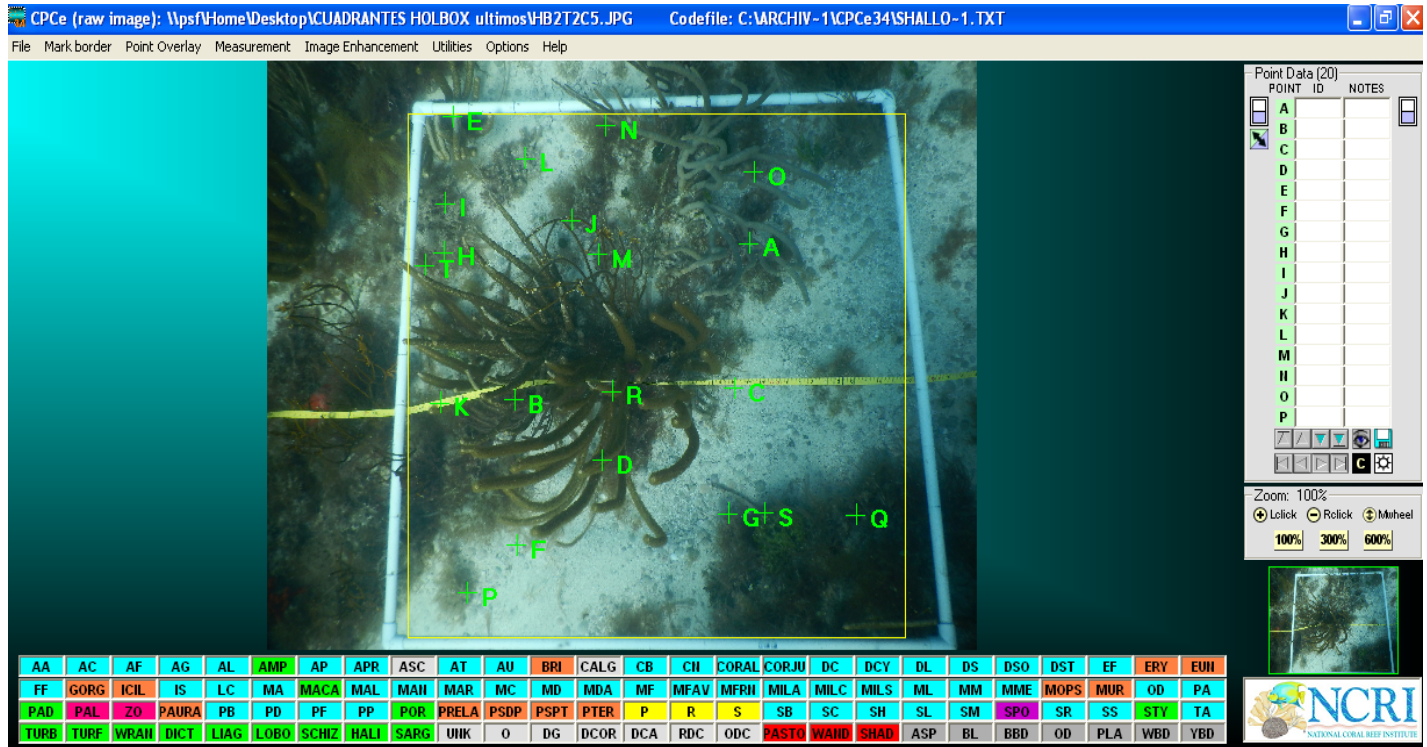 CPCe (raw image): \\psf\Home\Desktop\CUADRANTES HOLBOX ultimos\HB2T2C5.JPG Codefile: C:\ARCHIV~1\CPCe34\SHALLO~1.TXT
File Mark border Point Overlay Measurement Image Enhancement Utilities Options Help
Point Data (20)
POINT ID NOTES
A
B
C
D
E
F
G
H
I
J
K
L
M
N
O
P
C
Zoom: 100%
Lclick Rclick Mwheel
100% 300% 600%
E
N
L
O
I
J
A
H
M
T
R
C
K
B
D
G
S
Q
F
P
AA AC AF AG AL AMP AP APR ASC AT AU BRI CALG CB CN CORAL CORJU DC DCY DL DS DSO DST EF ERY EUN
FF GORG ICIL IS LC MA MACA MAL MAN MAR MC MD MDA MF MFAV MFRN MILA MILC MILS ML MM MME MOPS MUR OD PA
PAD PAL ZO PAURA PB PD PF PP POR PRELA PSDP PSPT PTER P R S SB SC SH SL SM SPO SR SS STY TA
TURB TURF WRAN DICT LIAG LOBO SCHIZ HALI SARG UNK O DG DCOR DCA RDC ODC PASTO WAND SHAD ASP BL BBD OD PLA WBD YBD
NCRI
NATIONAL CORAL REEF INSTITUTE